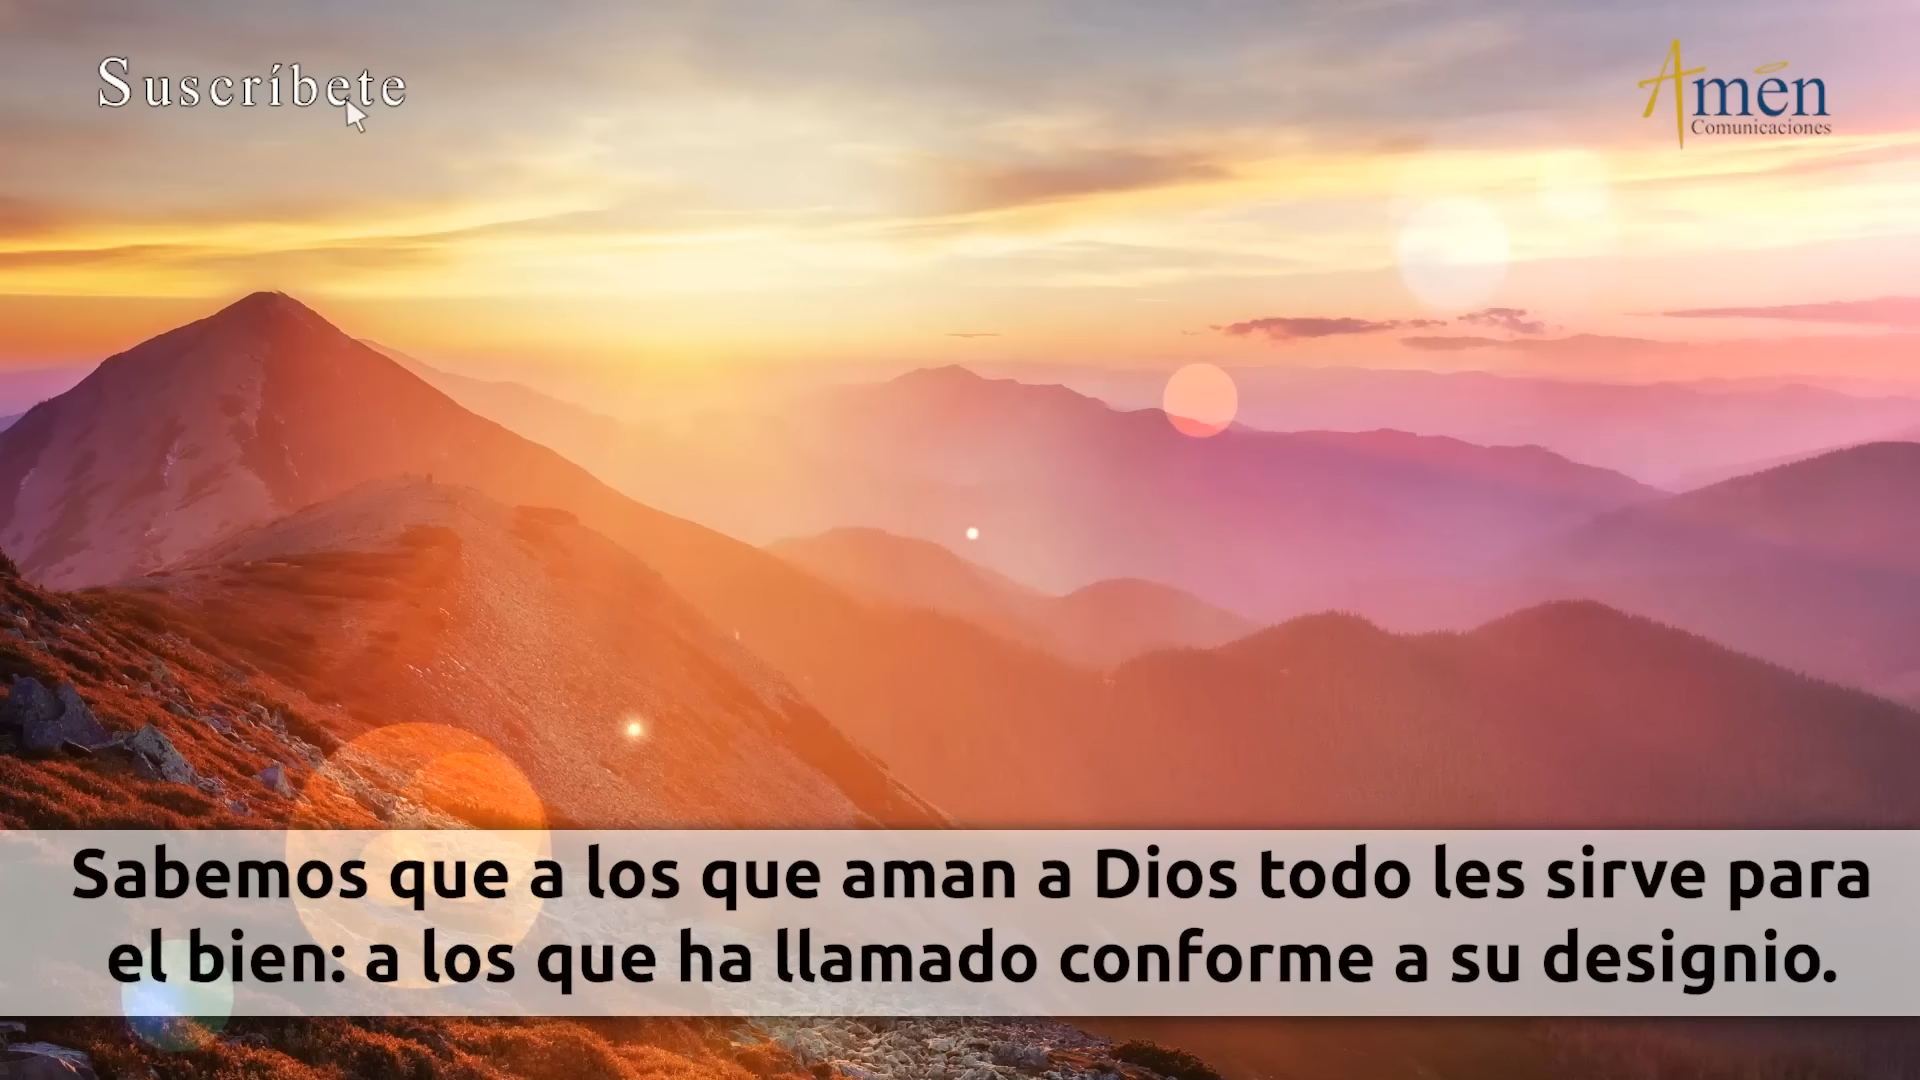 Suscríbete
Amén
Comunicaciones
Sabemos que a los que aman a Dios todo les sirve para
el bien: a los que ha llamado conforme a su designio.